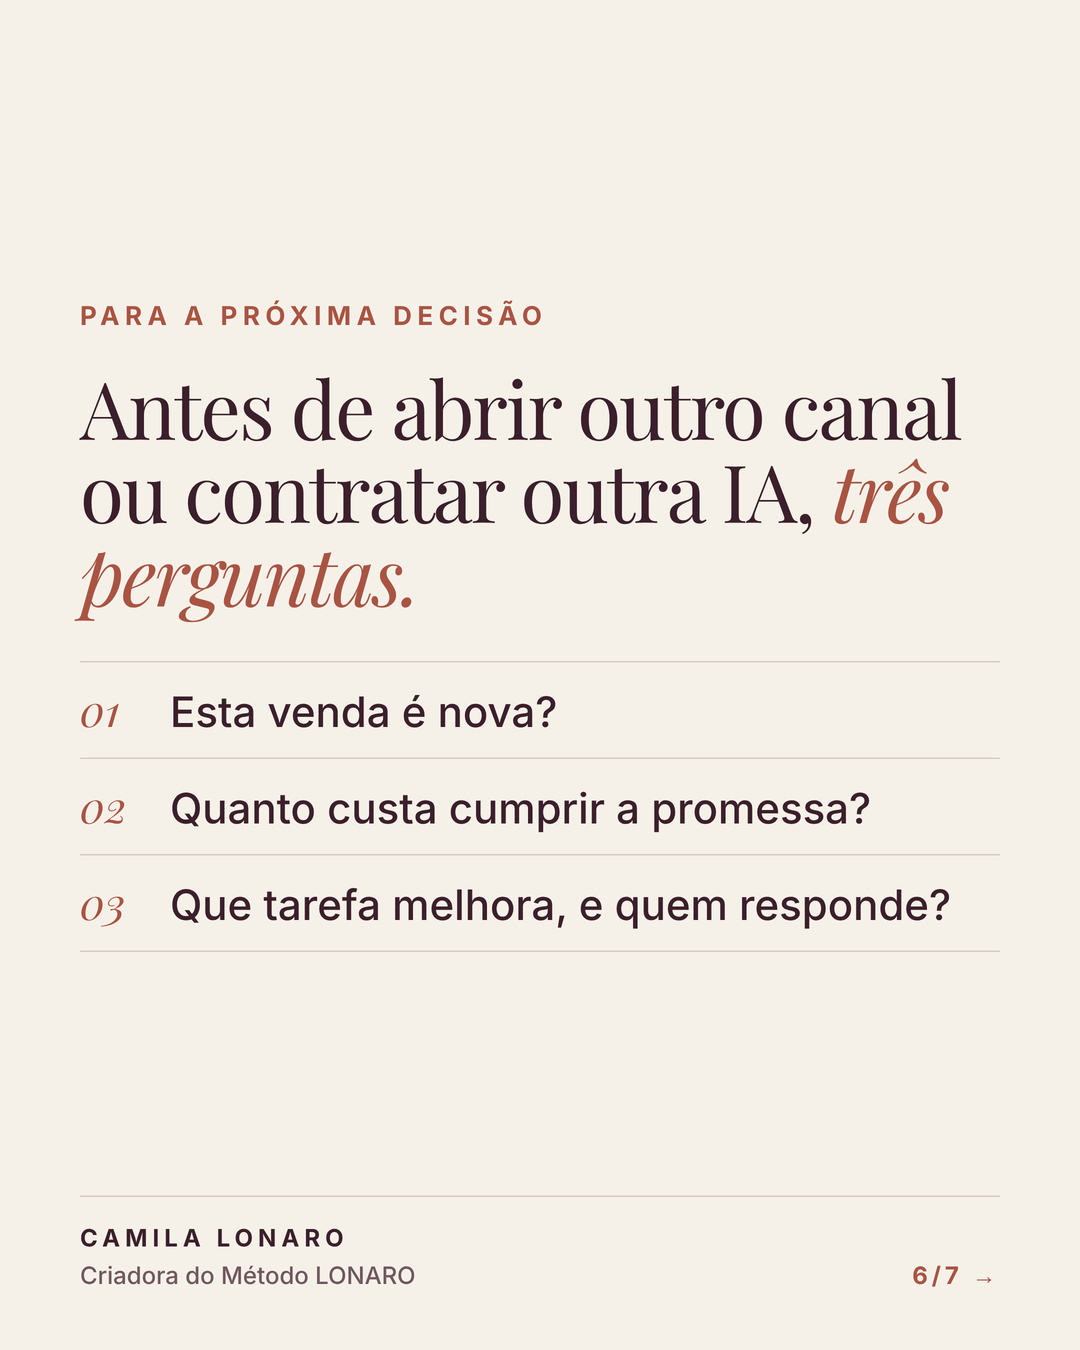 PARA A PRÓXIMA DECISÃO
Antes de abrir outro canal
ou contratar outra IA, três
perguntas.
01 Esta venda é nova?
02 Quanto custa cumprir a promessa?
03 Que tarefa melhora, e quem responde?
CAMILA LONARO
Criadora do Método LONARO
6/7 →